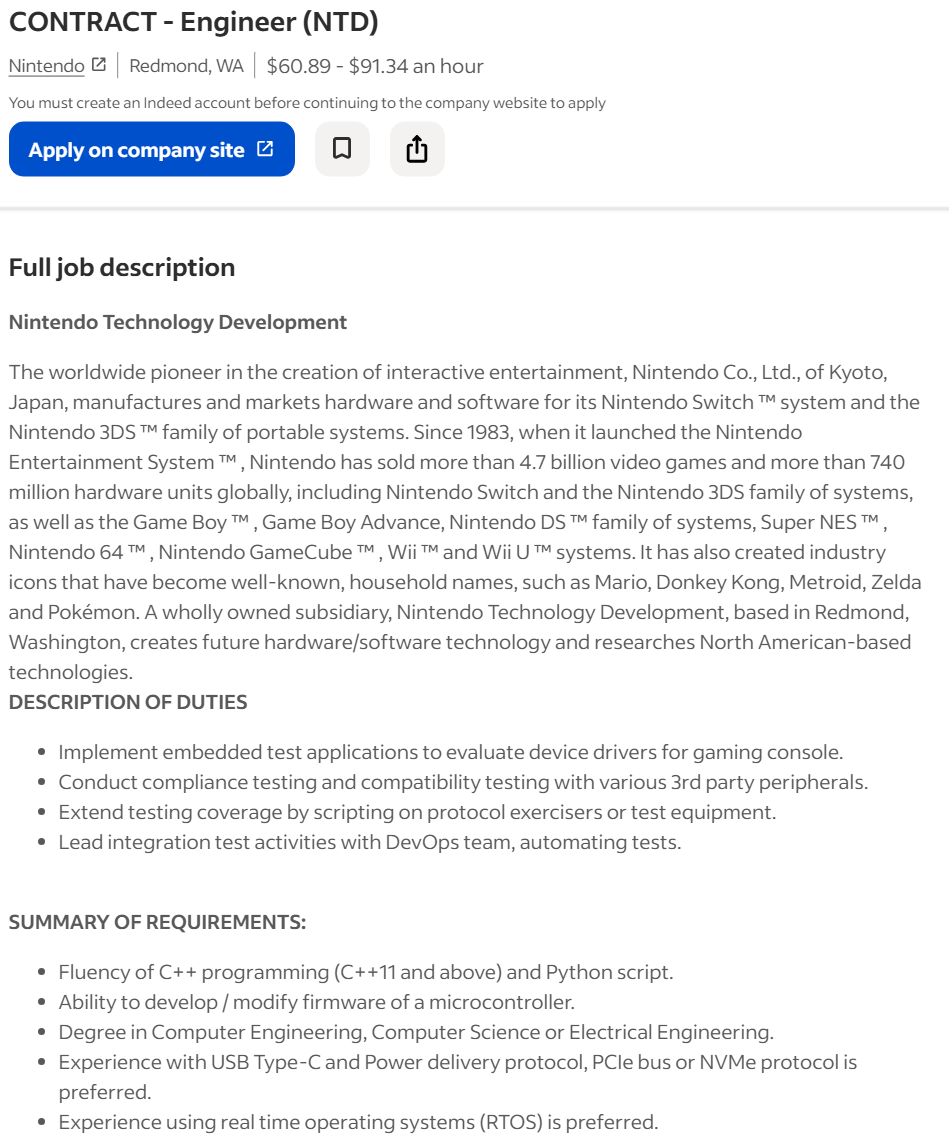 CONTRACT - Engineer (NTD)
Nintendo Redmond, WA $60.89 - $91.34 an hour
You must create an Indeed account before continuing to the company website to apply
Apply on company site
Full job description
Nintendo Technology Development
The worldwide pioneer in the creation of interactive entertainment, Nintendo Co., Ltd., of Kyoto,
Japan, manufactures and markets hardware and software for its Nintendo Switch ™ system and the
Nintendo 3DS ™ family of portable systems. Since 1983, when it launched the Nintendo
Entertainment System ™ , Nintendo has sold more than 4.7 billion video games and more than 740
million hardware units globally, including Nintendo Switch and the Nintendo 3DS family of systems,
as well as the Game Boy ™ , Game Boy Advance, Nintendo DS ™ family of systems, Super NES ™ ,
Nintendo 64 ™ , Nintendo GameCube ™ , Wii ™ and Wii U ™ systems. It has also created industry
icons that have become well-known, household names, such as Mario, Donkey Kong, Metroid, Zelda
and Pokémon. A wholly owned subsidiary, Nintendo Technology Development, based in Redmond,
Washington, creates future hardware/software technology and researches North American-based
technologies.
DESCRIPTION OF DUTIES
• Implement embedded test applications to evaluate device drivers for gaming console.
• Conduct compliance testing and compatibility testing with various 3rd party peripherals.
• Extend testing coverage by scripting on protocol exercisers or test equipment.
• Lead integration test activities with DevOps team, automating tests.
SUMMARY OF REQUIREMENTS:
• Fluency of C++ programming (C++11 and above) and Python script.
• Ability to develop / modify firmware of a microcontroller.
• Degree in Computer Engineering, Computer Science or Electrical Engineering.
• Experience with USB Type-C and Power delivery protocol, PCIe bus or NVMe protocol is
preferred.
• Experience using real time operating systems (RTOS) is preferred.